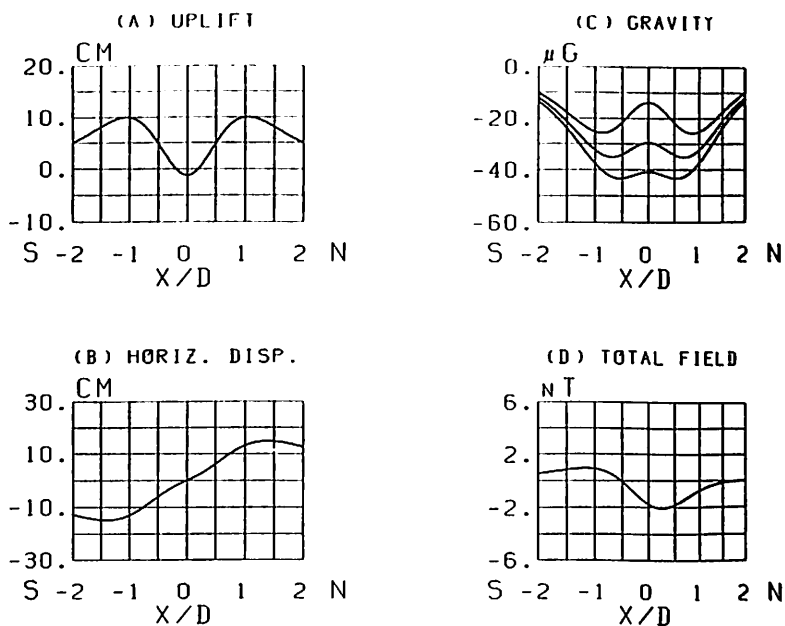 (A) UPLIFT
CM
20.
10.
0.
-10.
S -2 -1 0 1 2 N
X/D
(C) GRAVITY
μG
0.
-20.
-40.
-60.
S -2 -1 0 1 2 N
X/D
(B) HORIZ. DISP.
CM
30.
10.
-10.
-30.
S -2 -1 0 1 2 N
X/D
(D) TOTAL FIELD
NT
6.
2.
-2.
-6.
S -2 -1 0 1 2 N
X/D